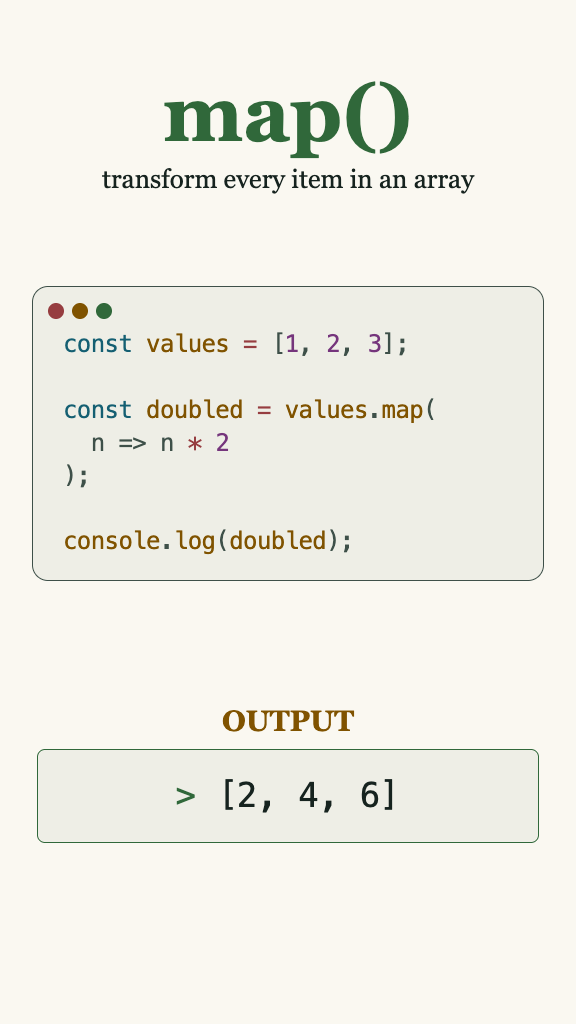 map()
transform every item in an array
const values = [1, 2, 3];
const doubled = values.map(
  n => n * 2
);
console.log(doubled);
OUTPUT
> [2, 4, 6]